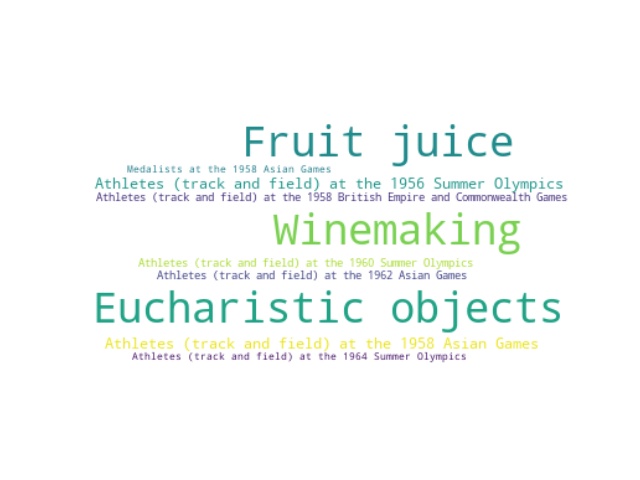 Fruit juice
Medalists at the 1958 Asian Games
Athletes (track and field) at the 1956 Summer Olympics
Athletes (track and field) at the 1958 British Empire and Commonwealth Games
Winemaking
Athletes (track and field) at the 1960 Summer Olympics
Athletes (track and field) at the 1962 Asian Games
Eucharistic objects
Athletes (track and field) at the 1958 Asian Games
Athletes (track and field) at the 1964 Summer Olympics